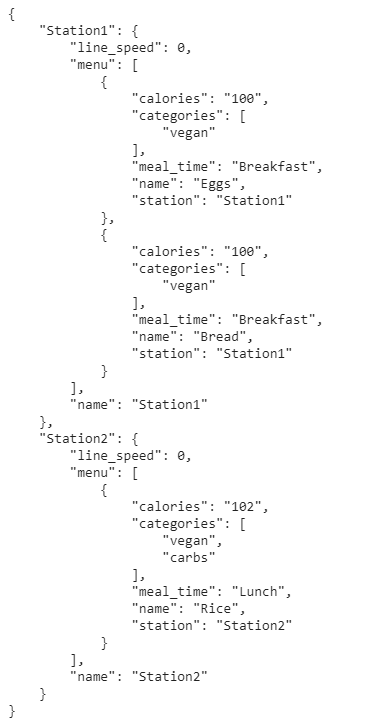 {
    "Station1": {
        "line_speed": 0,
        "menu": [
            {
                "calories": "100",
                "categories": [
                    "vegan"
                ],
                "meal_time": "Breakfast",
                "name": "Eggs",
                "station": "Station1"
            },
            {
                "calories": "100",
                "categories": [
                    "vegan"
                ],
                "meal_time": "Breakfast",
                "name": "Bread",
                "station": "Station1"
            }
        ],
        "name": "Station1"
    },
    "Station2": {
        "line_speed": 0,
        "menu": [
            {
                "calories": "102",
                "categories": [
                    "vegan",
                    "carbs"
                ],
                "meal_time": "Lunch",
                "name": "Rice",
                "station": "Station2"
            }
        ],
        "name": "Station2"
    }
}